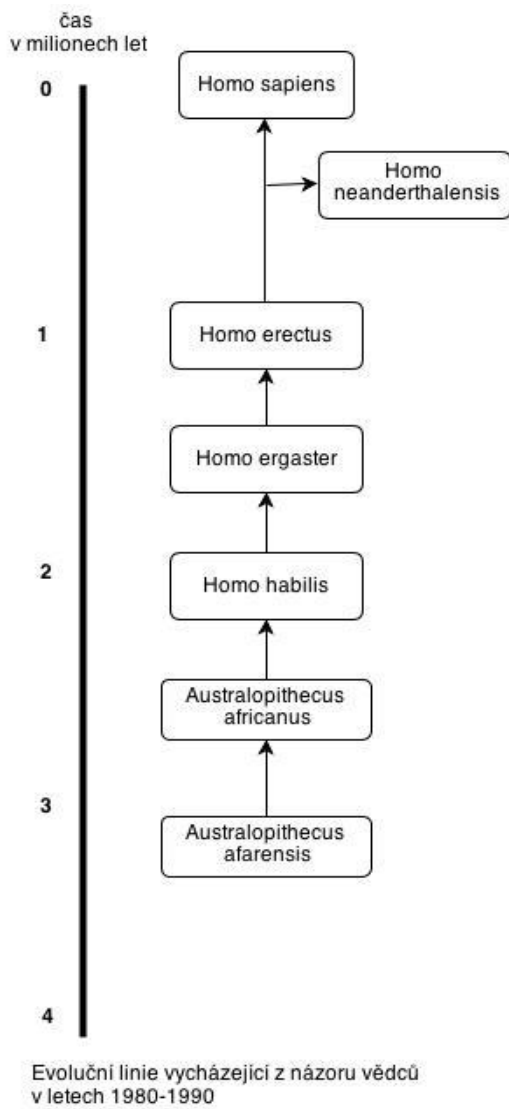 čas
v milionech let
0
Homo sapiens
Homo
neanderthalensis
1
Homo erectus
Homo ergaster
2
Homo habilis
Australopithecus
africanus
3
Australopithecus
afarensis
4
Evoluční linie vycházející z názoru vědců
v letech 1980-1990